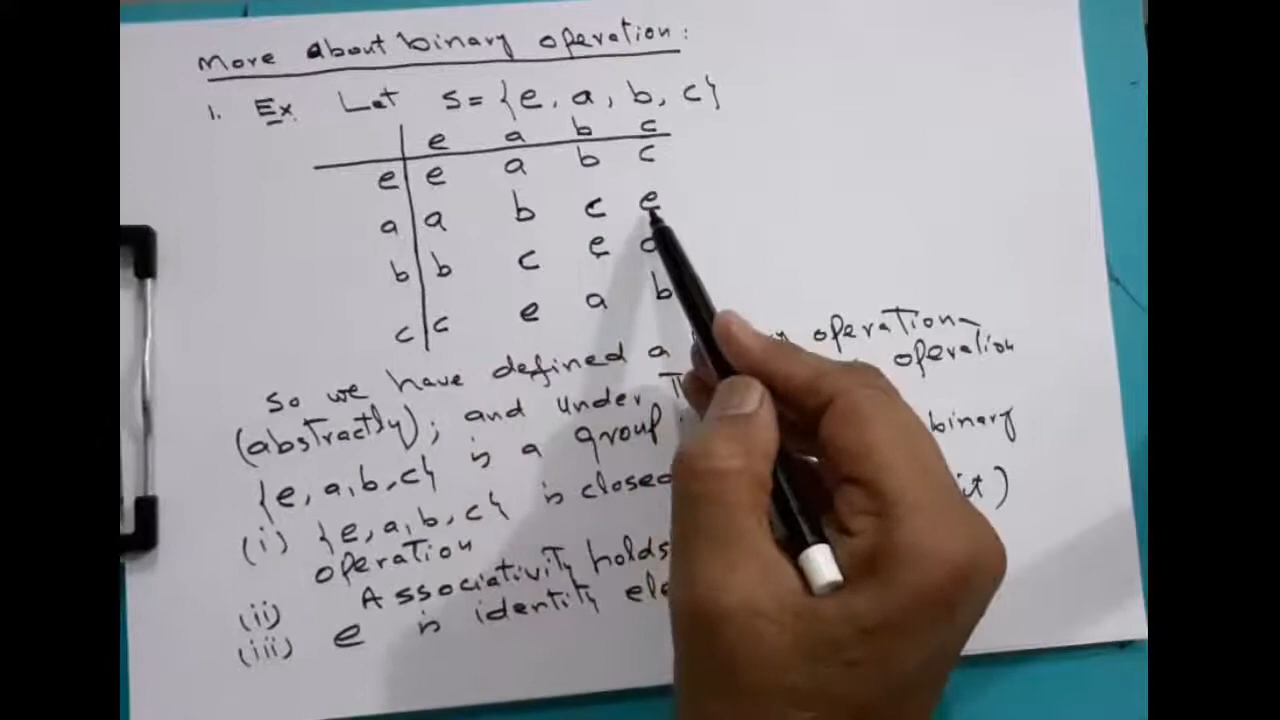 More about binary operation:
1. Ex. Let S = {e, a, b, c}
e a b c
e e a b c
a a b c e
b b c e a
c c e a b
So we have defined a operation
(abstractly); and under operation
{e, a, b, c} is a group.
(i) {e, a, b, c} is closed binary
operation it)
(ii) Associativity holds
(iii) e is identity